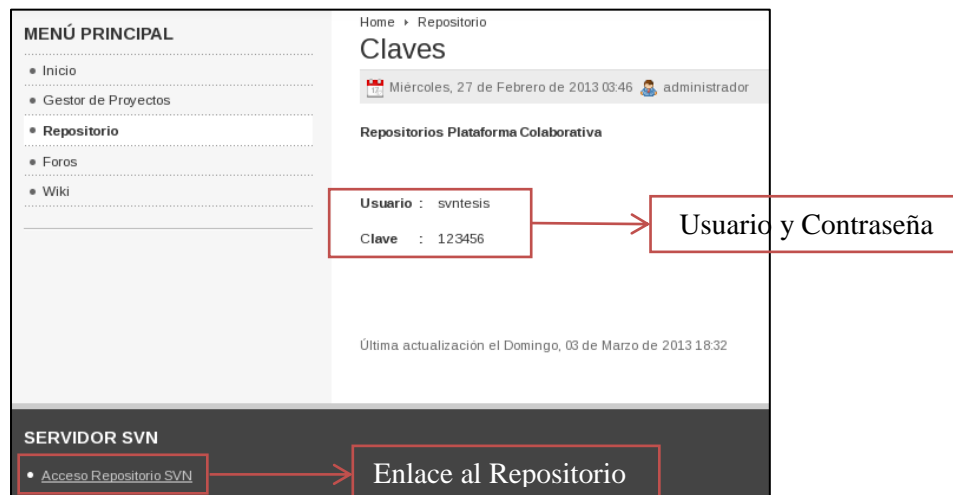 MENÚ PRINCIPAL
Inicio
Gestor de Proyectos
Repositorio
Foros
Wiki
Home Repositorio
Claves
Miércoles, 27 de Febrero de 2013 03:46 administrador
Repositorios Plataforma Colaborativa
Usuario : svntesis
Clave : 123456
Usuario y Contraseña
Última actualización el Domingo, 03 de Marzo de 2013 18:32
SERVIDOR SVN
Acceso Repositorio SVN
Enlace al Repositorio